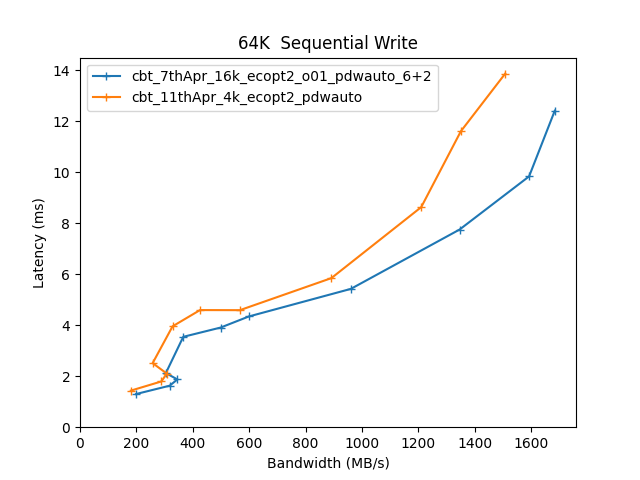 64K  Sequential Write
cbt_7thApr_16k_ecopt2_o01_pdwauto_6+2
cbt_11thApr_4k_ecopt2_pdwauto
Latency (ms)
14
12
10
8
6
4
2
0
0 200 400 600 800 1000 1200 1400 1600
Bandwidth (MB/s)